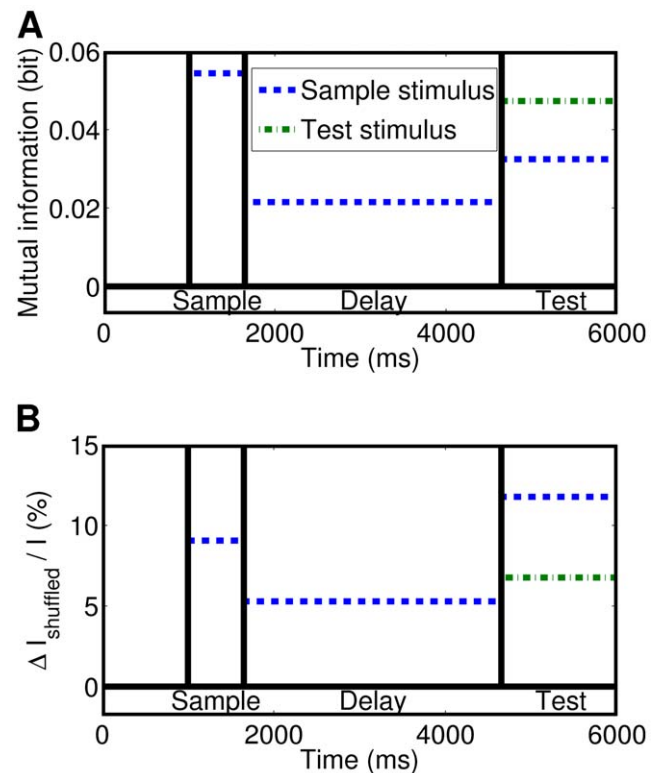 A
Mutual information (bit)
0.06
0.04
0.02
0
Sample stimulus
Test stimulus
Sample Delay Test
0 2000 4000 6000
Time (ms)
B
Δ I_shuffled / I (%)
15
10
5
0
Sample Delay Test
0 2000 4000 6000
Time (ms)